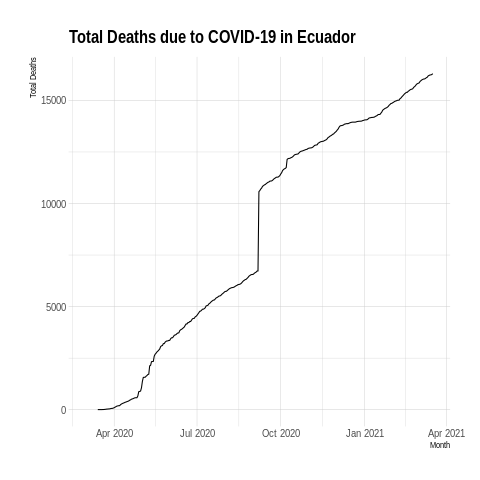 Total Deaths due to COVID-19 in Ecuador
Total Deaths
15000
10000
5000
0
Apr 2020 Jul 2020 Oct 2020 Jan 2021 Apr 2021
Month